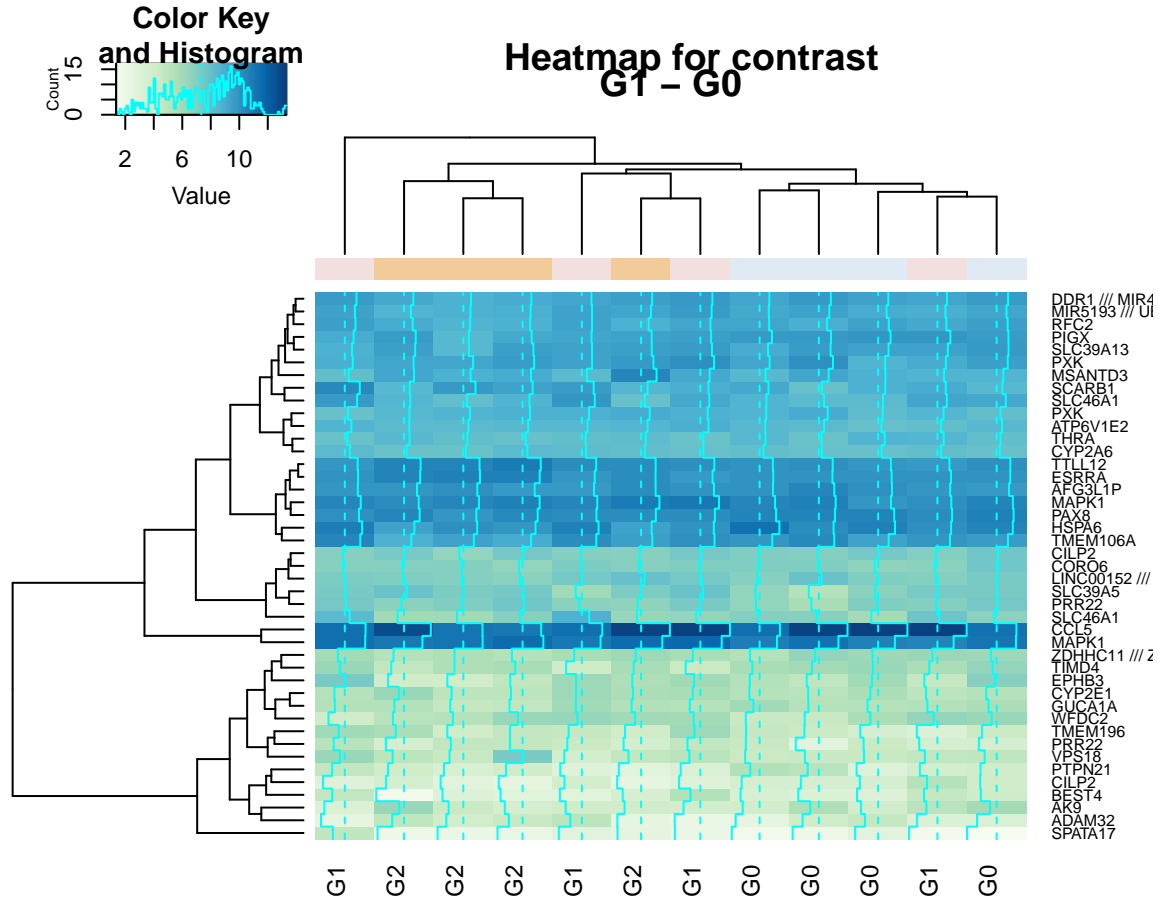 Color Key
and Histogram
Count
0
15
2 6 10
Value
Heatmap for contrast
G1 – G0
DDR1 /// MIR4
MIR5193 /// U
RFC2
PIGX
SLC39A13
PXK
MSANTD3
SCARB1
SLC46A1
PXK
ATP6V1E2
THRA
CYP2A6
TTLL12
ESRRA
AFG3L1P
MAPK1
PAX8
HSPA6
TMEM106A
CILP2
CORO6
LINC00152 ///
SLC39A5
PRR22
SLC46A1
CCL5
MAPK1
ZDHHC11 /// Z
TIMD4
EPHB3
CYP2E1
GUCA1A
WFDC2
TMEM196
PRR22
VPS18
PTPN21
CILP2
BEST4
AK9
ADAM32
SPATA17
G1 G2 G2 G2 G1 G2 G1 G0 G0 G0 G1 G0